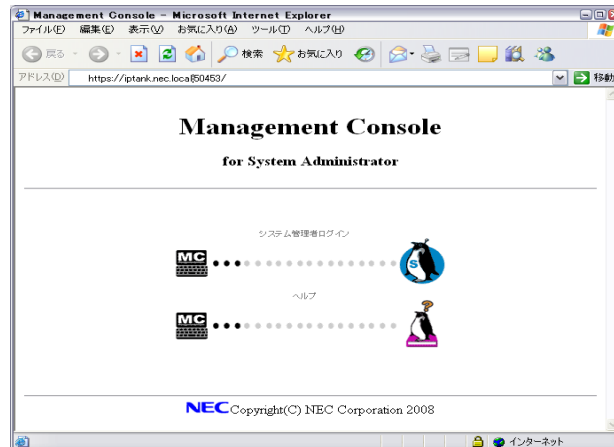 Management Console - Microsoft Internet Explorer
ファイル(F) 編集(E) 表示(V) お気に入り(A) ツール(T) ヘルプ(H)
戻る 検索 お気に入り
アドレス(D) https://iptank.nec.local:50453/ 移動
Management Console
for System Administrator
システム管理者ログイン
MC S
ヘルプ
MC ?
NEC Copyright(C) NEC Corporation 2008
インターネット